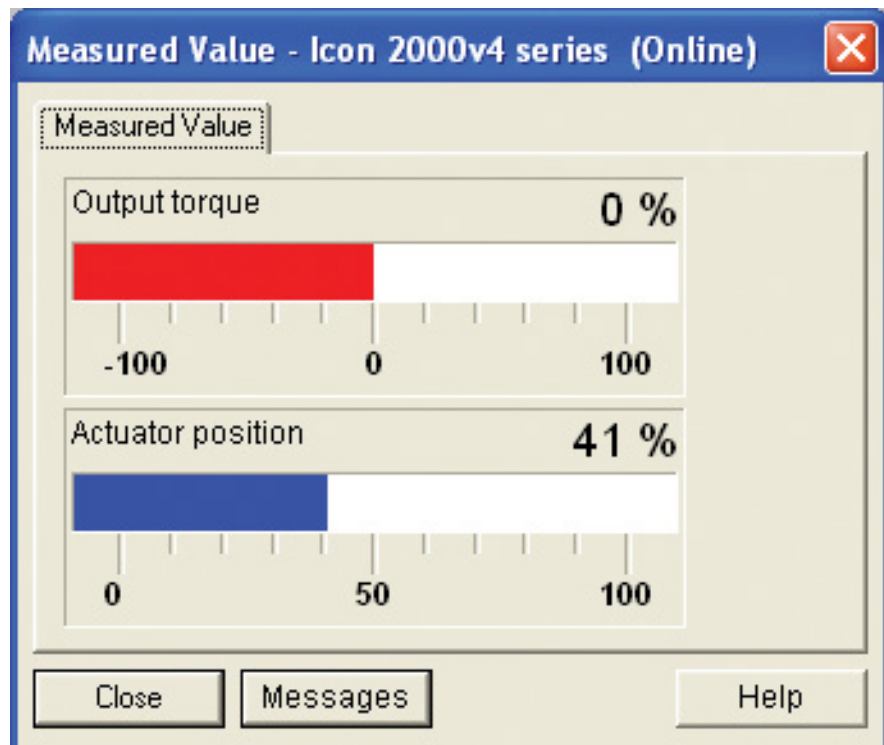 Measured Value - Icon 2000v4 series (Online)
Measured Value
Output torque 0 %
-100 0 100
Actuator position 41 %
0 50 100
Close Messages Help